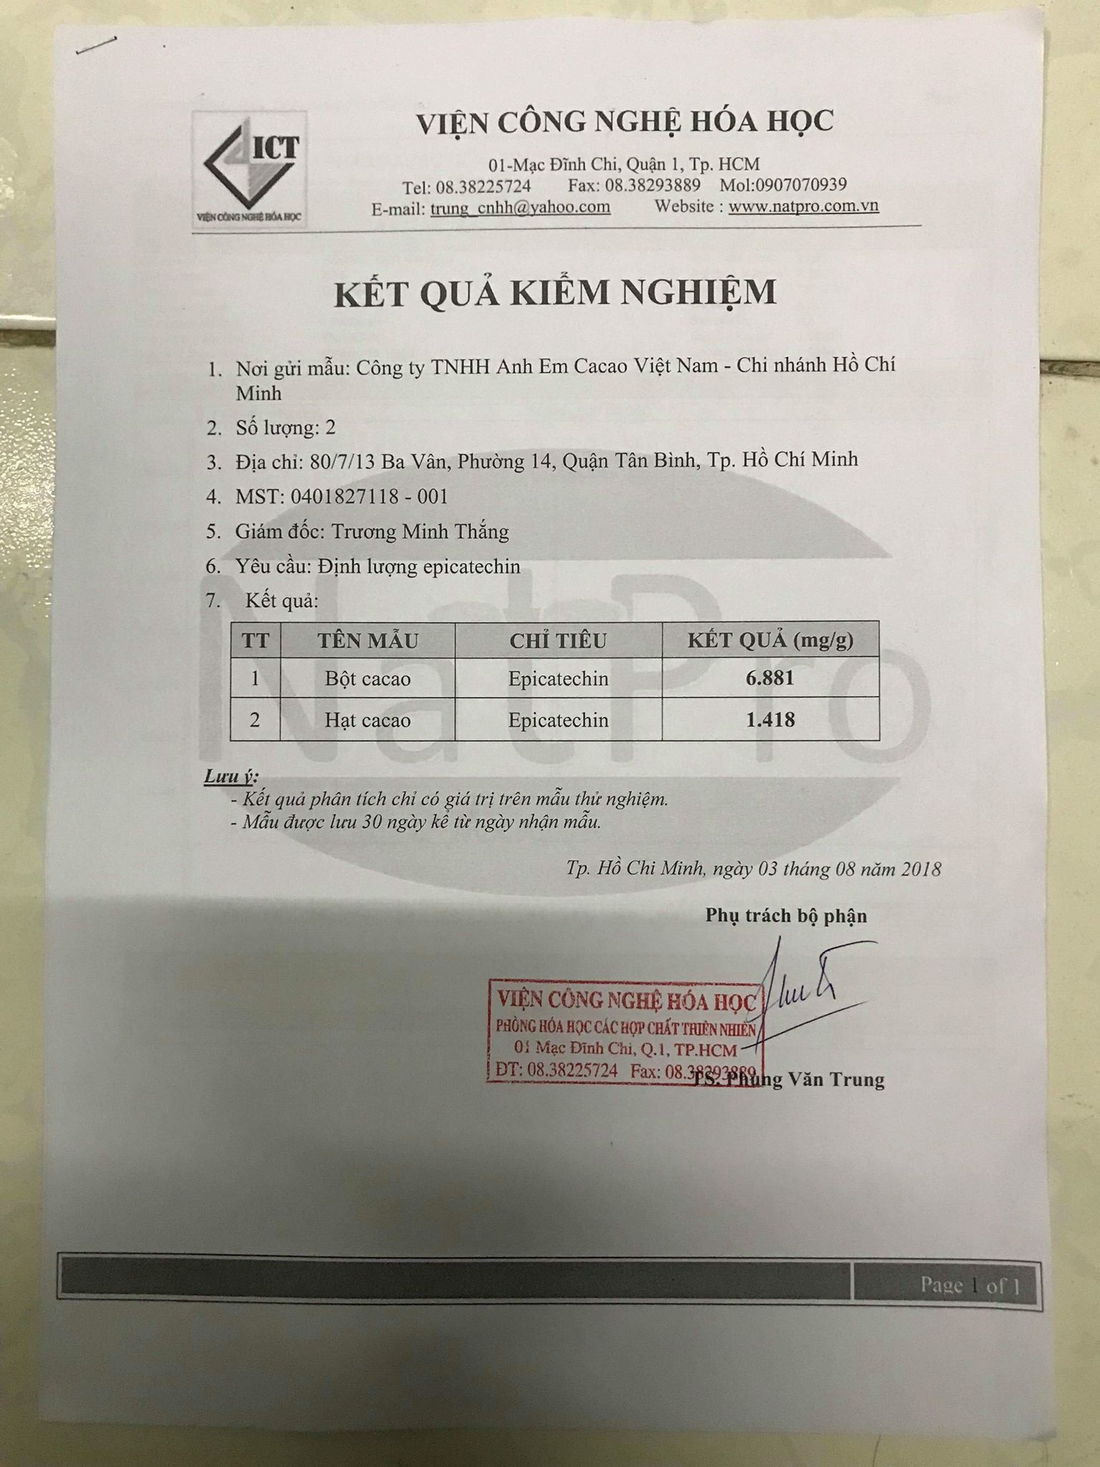 ICT
VIỆN CÔNG NGHỆ HÓA HỌC
VIỆN CÔNG NGHỆ HÓA HỌC
01-Mạc Đĩnh Chi, Quận 1, Tp. HCM
Tel: 08.38225724 Fax: 08.38293889 Mol:0907070939
E-mail: trung_cnhh@yahoo.com Website : www.natpro.com.vn
KẾT QUẢ KIỂM NGHIỆM
1. Nơi gửi mẫu: Công ty TNHH Anh Em Cacao Việt Nam - Chi nhánh Hồ Chí
Minh
2. Số lượng: 2
3. Địa chỉ: 80/7/13 Ba Vân, Phường 14, Quận Tân Bình, Tp. Hồ Chí Minh
4. MST: 0401827118 - 001
5. Giám đốc: Trương Minh Thắng
6. Yêu cầu: Định lượng epicatechin
7. Kết quả:
TT TÊN MẪU CHỈ TIÊU KẾT QUẢ (mg/g)
1 Bột cacao Epicatechin 6.881
2 Hạt cacao Epicatechin 1.418
NatPro
Lưu ý:
- Kết quả phân tích chỉ có giá trị trên mẫu thử nghiệm.
- Mẫu được lưu 30 ngày kể từ ngày nhận mẫu.
Tp. Hồ Chi Minh, ngày 03 tháng 08 năm 2018
Phụ trách bộ phận
VIỆN CÔNG NGHỆ HÓA HỌC
PHÒNG HÓA HỌC CÁC HỢP CHẤT THIÊN NHIÊN
01 Mạc Đĩnh Chi, Q.1, TP.HCM
ĐT: 08.38225724 Fax: 08.38293889
TS. Phùng Văn Trung
Page 1 of 1